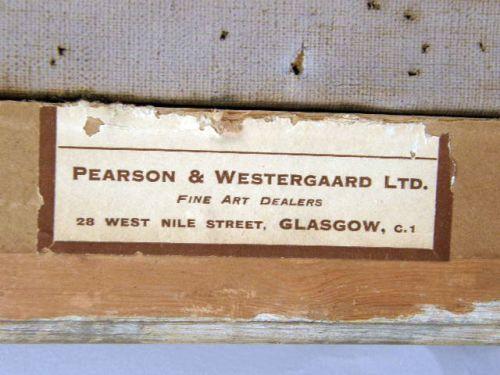 PEARSON & WESTERGAARD LTD.
FINE ART DEALERS
28 WEST NILE STREET, GLASGOW, C.1